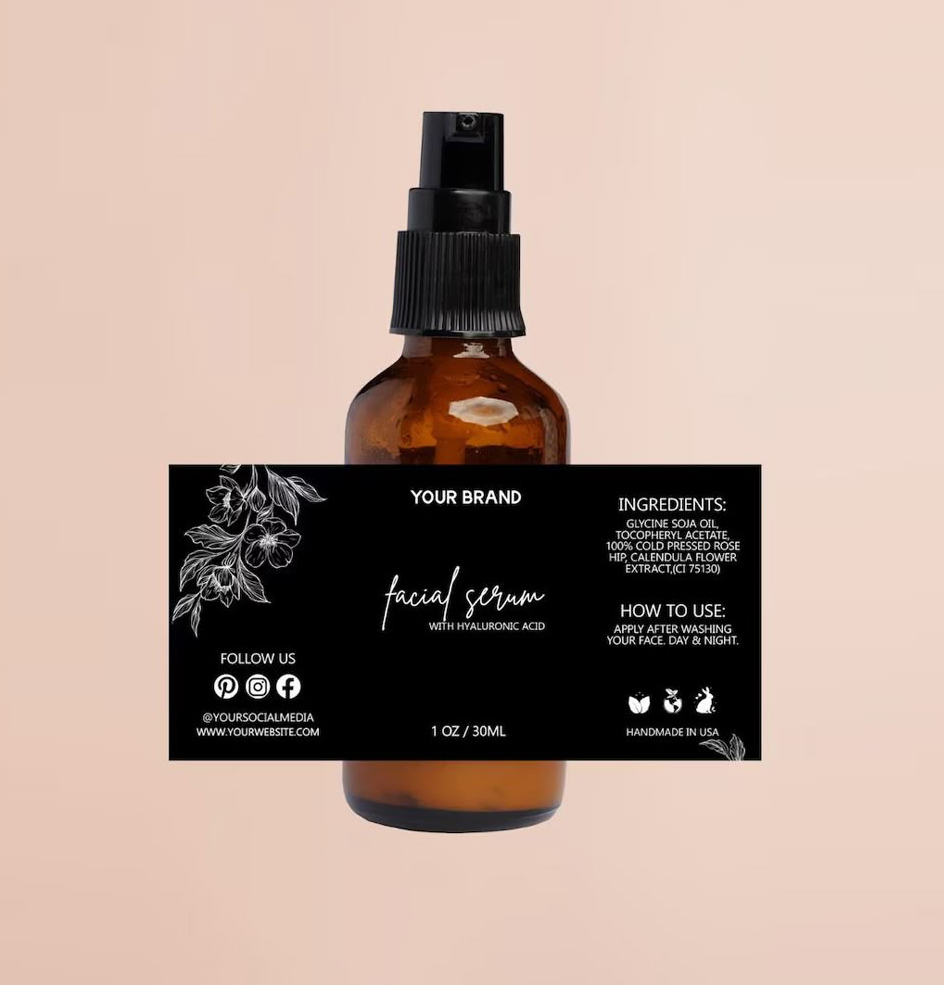 YOUR BRAND
facial serum
WITH HYALURONIC ACID
1 OZ / 30ML
FOLLOW US
@YOURSOCIALMEDIA
WWW.YOURWEBSITE.COM
INGREDIENTS:
GLYCINE SOJA OIL,
TOCOPHERYL ACETATE,
100% COLD PRESSED ROSE
HIP, CALENDULA FLOWER
EXTRACT,(CI 75130)
HOW TO USE:
APPLY AFTER WASHING
YOUR FACE. DAY & NIGHT.
HANDMADE IN USA